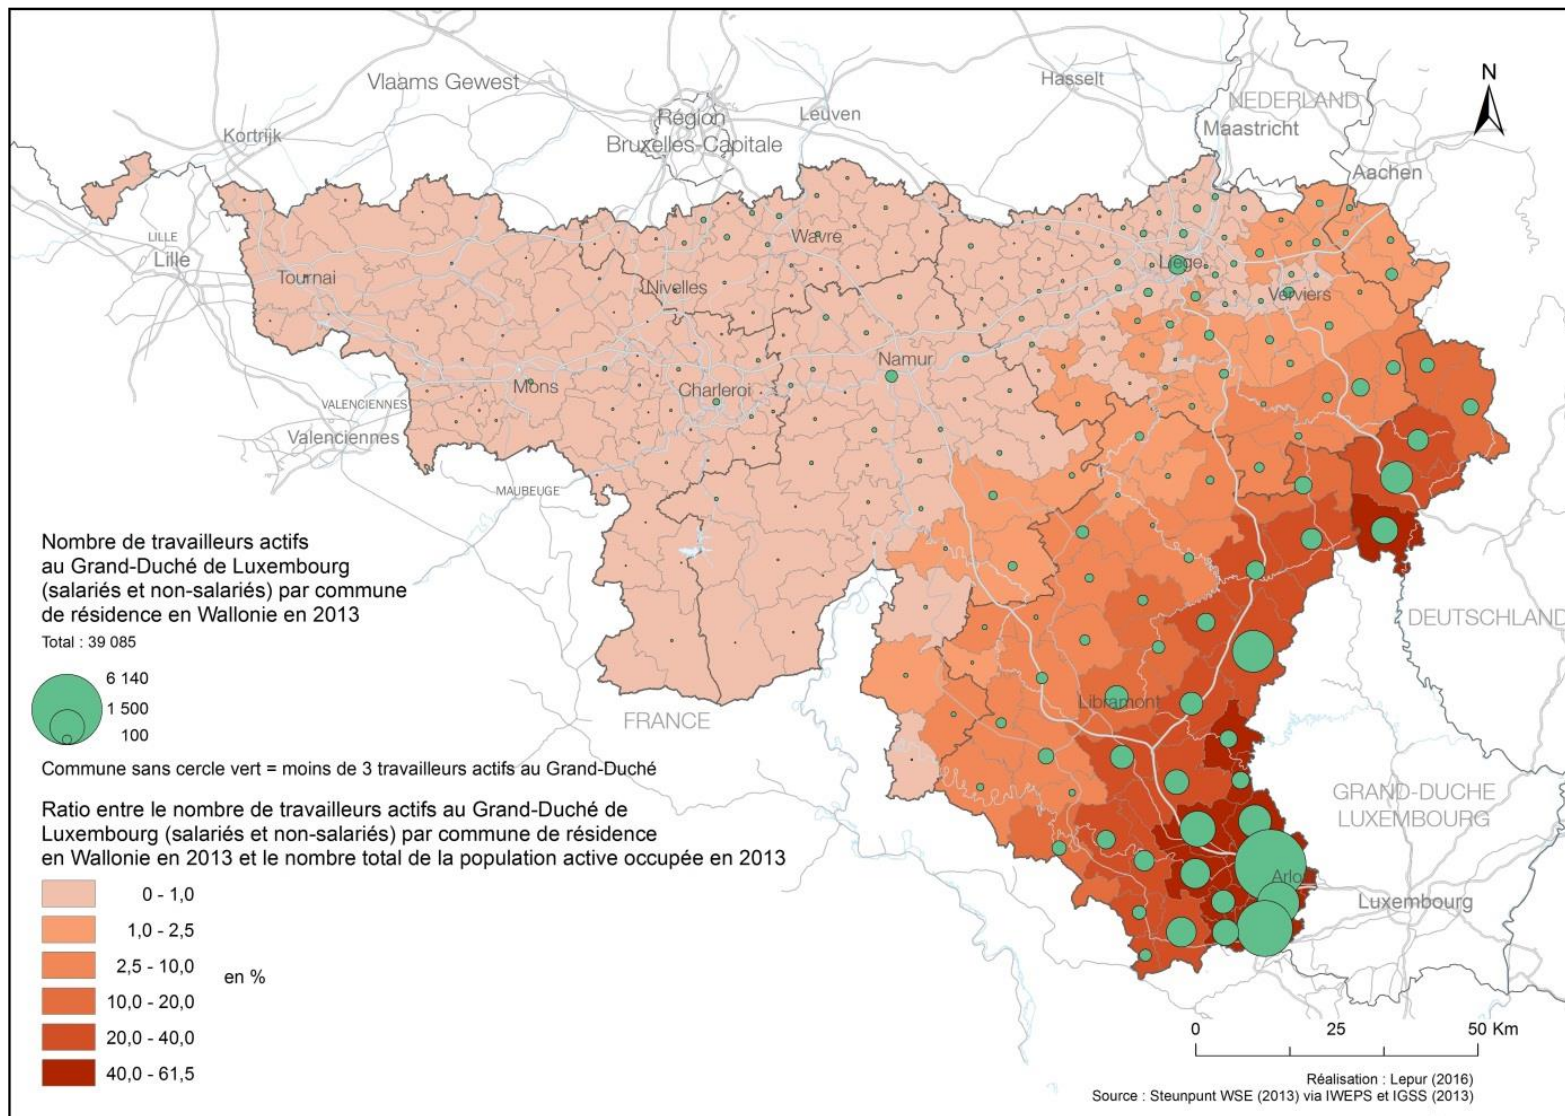 Vlaams Gewest
Hasselt
N
NEDERLAND
Leuven
Région
Bruxelles-Capitale
Kortrijk
Maastricht
Aachen
LILLE
Lille
Wavre
Liège
Tournai
Nivelles
Verviers
Namur
Mons
Charleroi
VALENCIENNES
Valenciennes
MAUBEUGE
Nombre de travailleurs actifs
au Grand-Duché de Luxembourg
(salariés et non-salariés) par commune
de résidence en Wallonie en 2013
Total : 39 085
6 140
1 500
100
DEUTSCHLAND
Libramont
FRANCE
Commune sans cercle vert = moins de 3 travailleurs actifs au Grand-Duché
GRAND-DUCHE
LUXEMBOURG
Ratio entre le nombre de travailleurs actifs au Grand-Duché de
Luxembourg (salariés et non-salariés) par commune de résidence
en Wallonie en 2013 et le nombre total de la population active occupée en 2013
Arlo
Luxembourg
0 - 1,0
1,0 - 2,5
2,5 - 10,0
en %
10,0 - 20,0
20,0 - 40,0
40,0 - 61,5
0 25 50 Km
Réalisation : Lepur (2016)
Source : Steunpunt WSE (2013) via IWEPS et IGSS (2013)